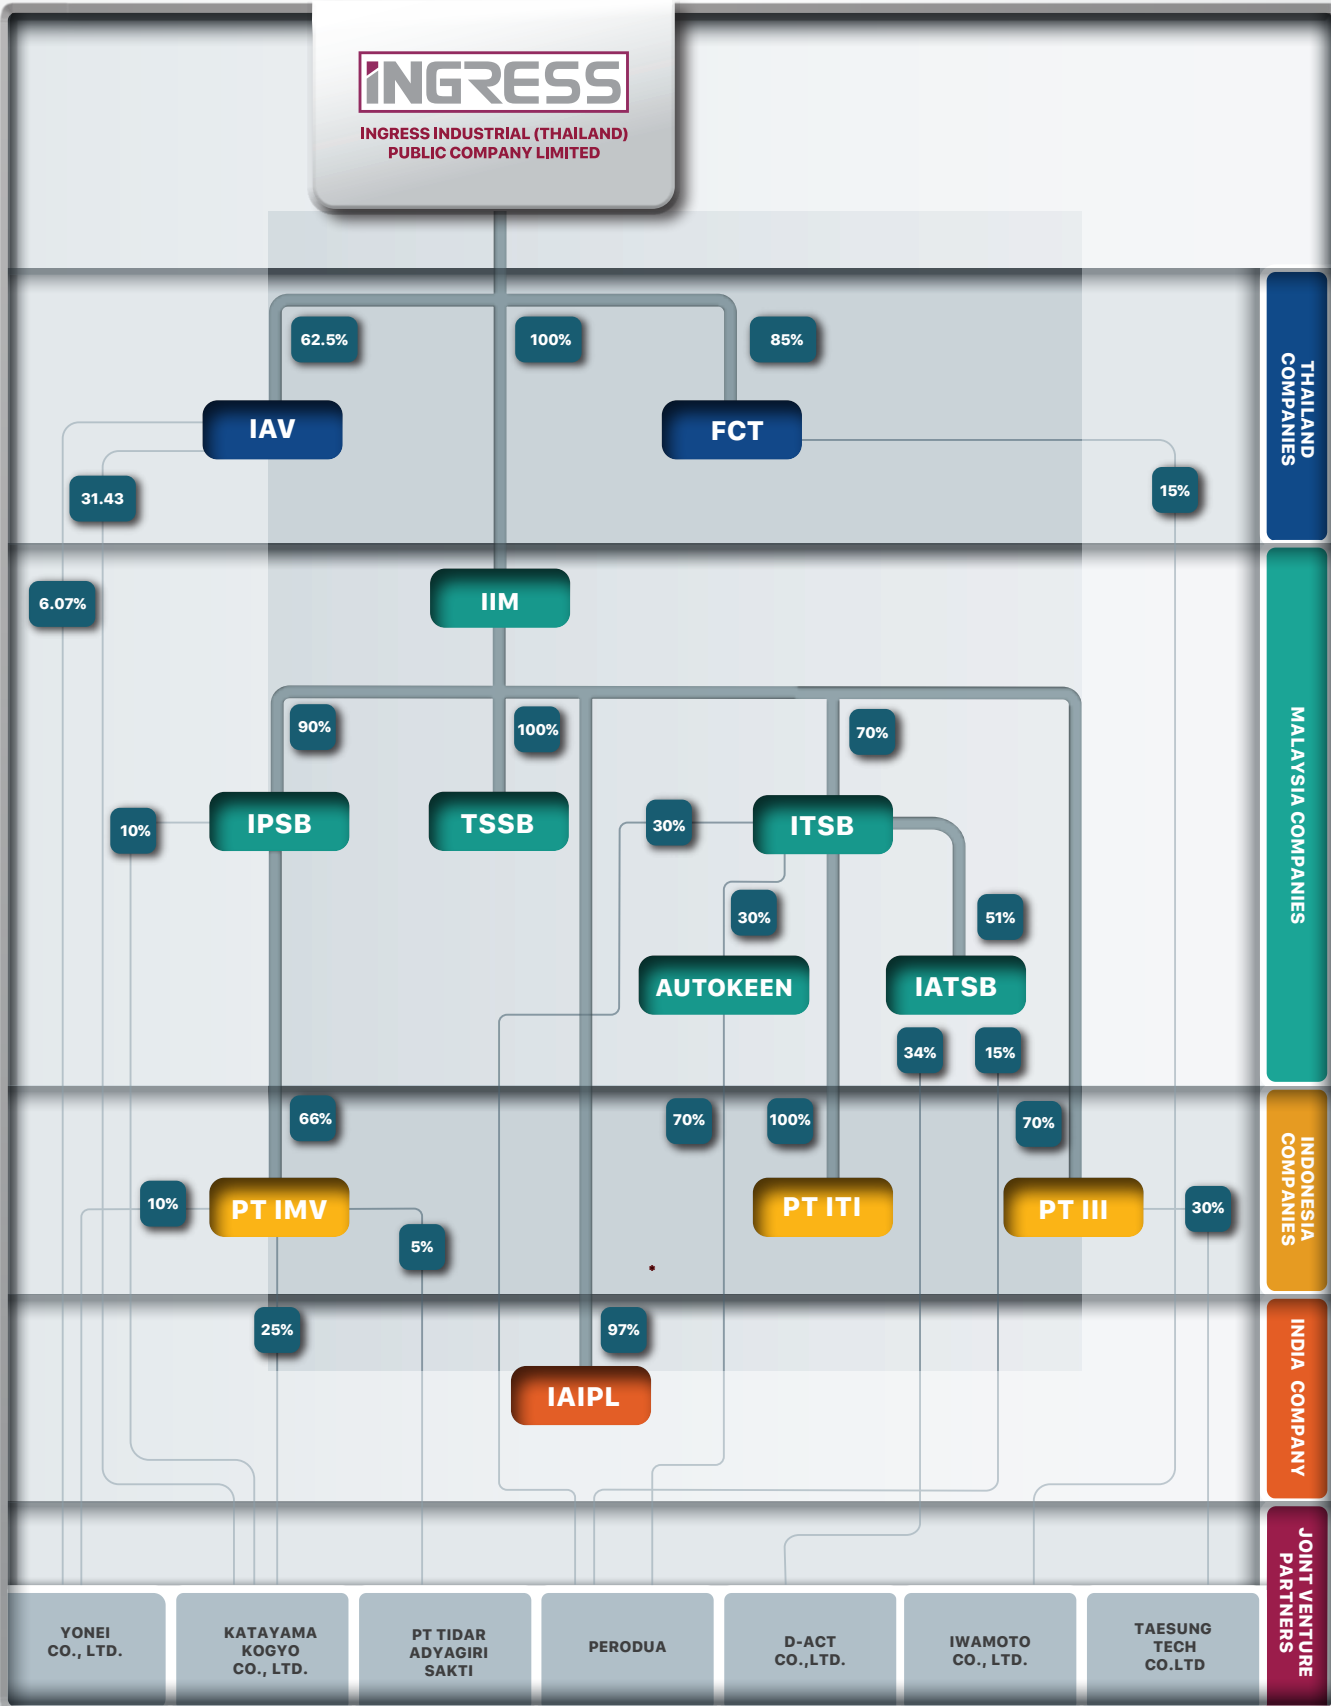 INGRESS
INGRESS INDUSTRIAL (THAILAND)
PUBLIC COMPANY LIMITED
62.5%
100%
85%
IAV
FCT
31.43
15%
THAILAND
COMPANIES
6.07%
IIM
90%
100%
70%
10%
IPSB
TSSB
30%
ITSB
30%
51%
AUTOKEEN
IATSB
34%
15%
MALAYSIA COMPANIES
66%
70%
100%
70%
10%
PT IMV
5%
PT ITI
PT III
30%
INDONESIA
COMPANIES
*
25%
97%
IAIPL
INDIA COMPANY
YONEI
CO., LTD.
KATAYAMA
KOGYO
CO., LTD.
PT TIDAR
ADYAGIRI
SAKTI
PERODUA
D-ACT
CO.,LTD.
IWAMOTO
CO., LTD.
TAESUNG
TECH
CO.LTD
JOINT VENTURE
PARTNERS